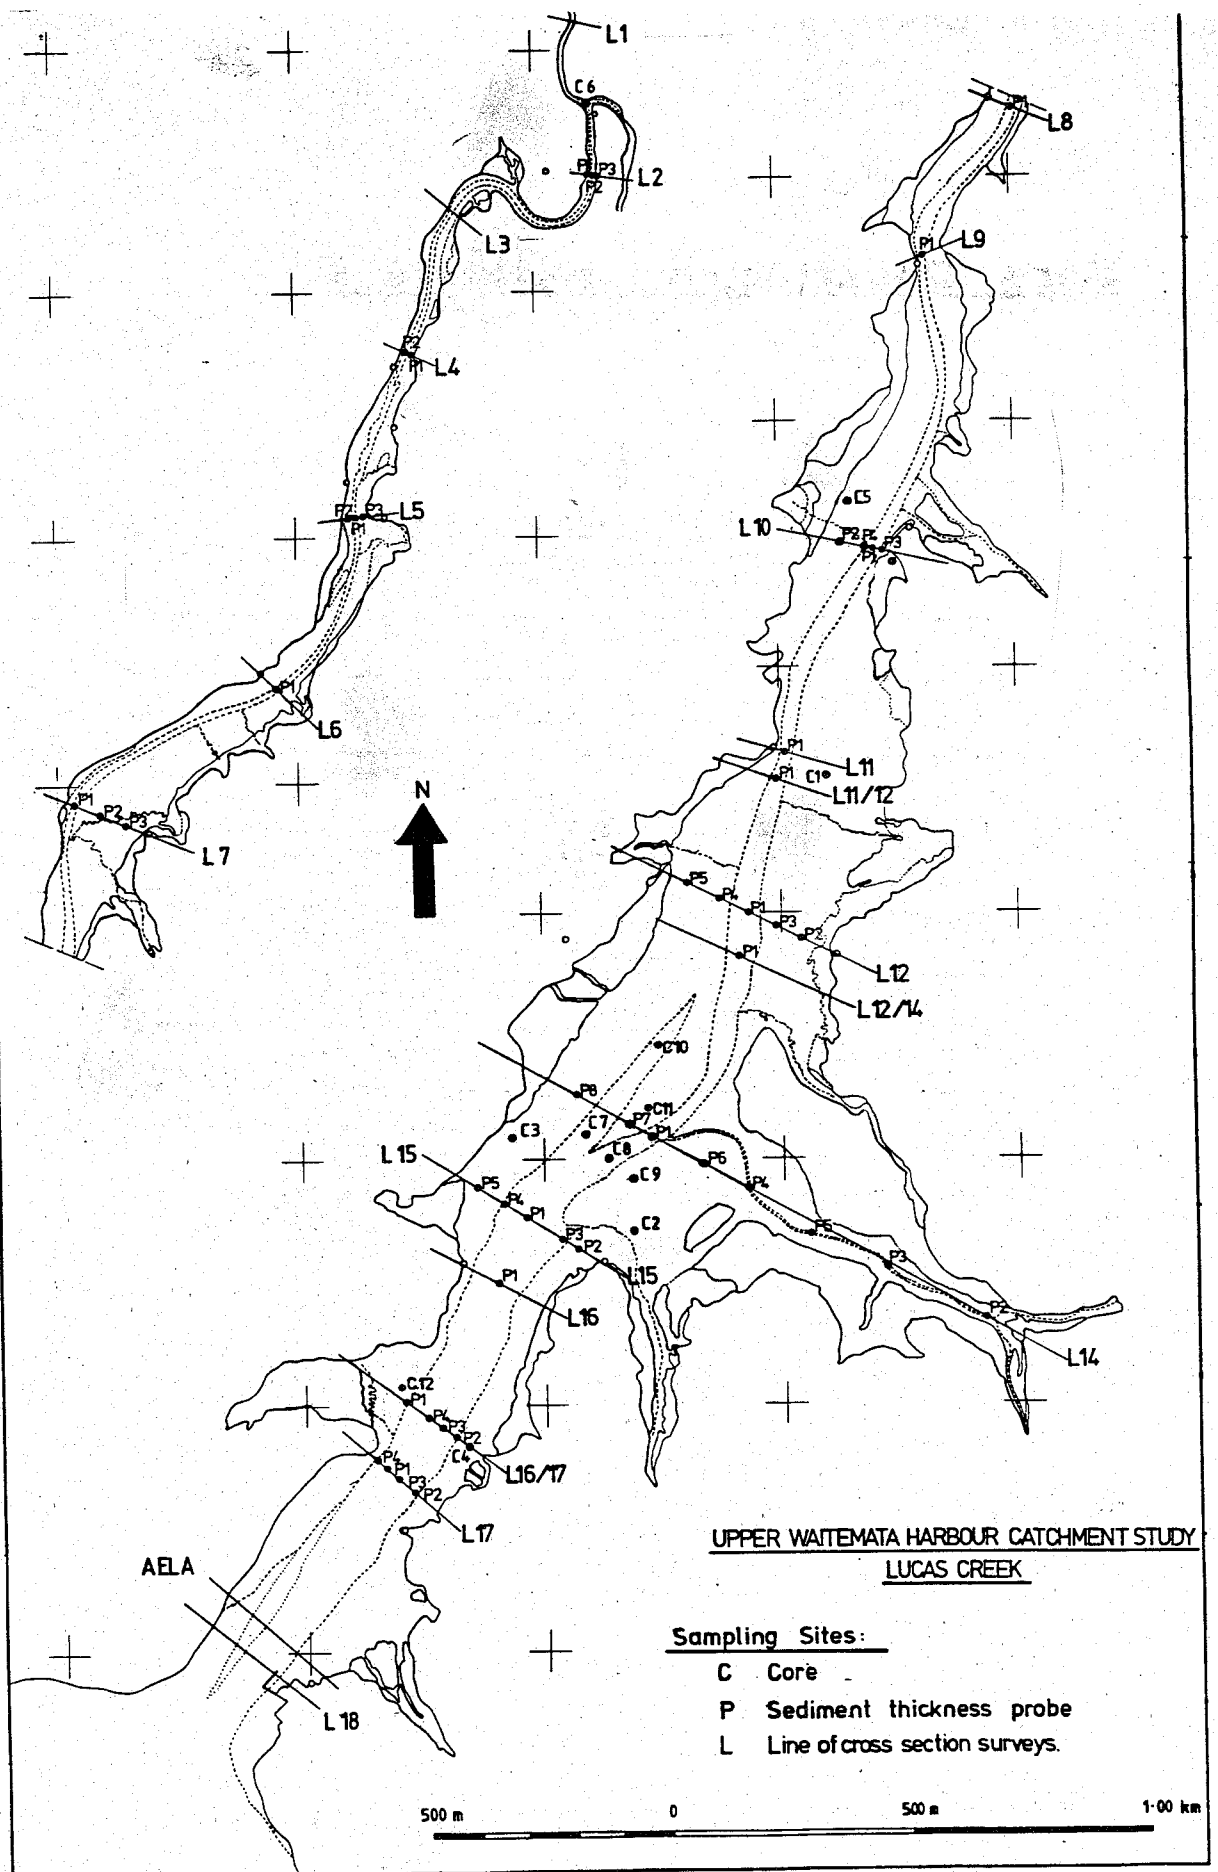 L1
C6
P3
P2
L2
L3
P2
P1
L4
P3
L5
P1
P1
L6
P1
P2
P3
L7
N
P1
L8
P1
L9
C5
L10
P2
P4
P3
P1
P1
L11
P1
C1
L11/12
P5
P4
P1
P3
P2
L12
P1
L12/14
C10
P8
C11
P7
P1
C7
C3
C8
C9
P6
P4
P5
P3
P2
L14
L15
P5
P4
P1
P3
P2
C2
L15
P1
L16
C12
P1
P4
P3
P2
C4
L16/17
P4
P1
P3
P2
L17
AELA
L18
UPPER WAITEMATA HARBOUR CATCHMENT STUDY
LUCAS CREEK
Sampling Sites:
C Core
P Sediment thickness probe
L Line of cross section surveys.
500 m 0 500 m 1·00 km